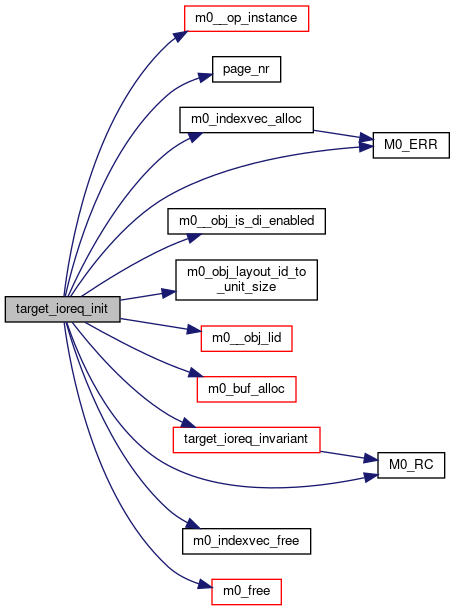 m0__op_instance
page_nr
m0_indexvec_alloc
M0_ERR
m0__obj_is_di_enabled
m0_obj_layout_id_to
_unit_size
target_ioreq_init
m0__obj_lid
m0_buf_alloc
target_ioreq_invariant
M0_RC
m0_indexvec_free
m0_free